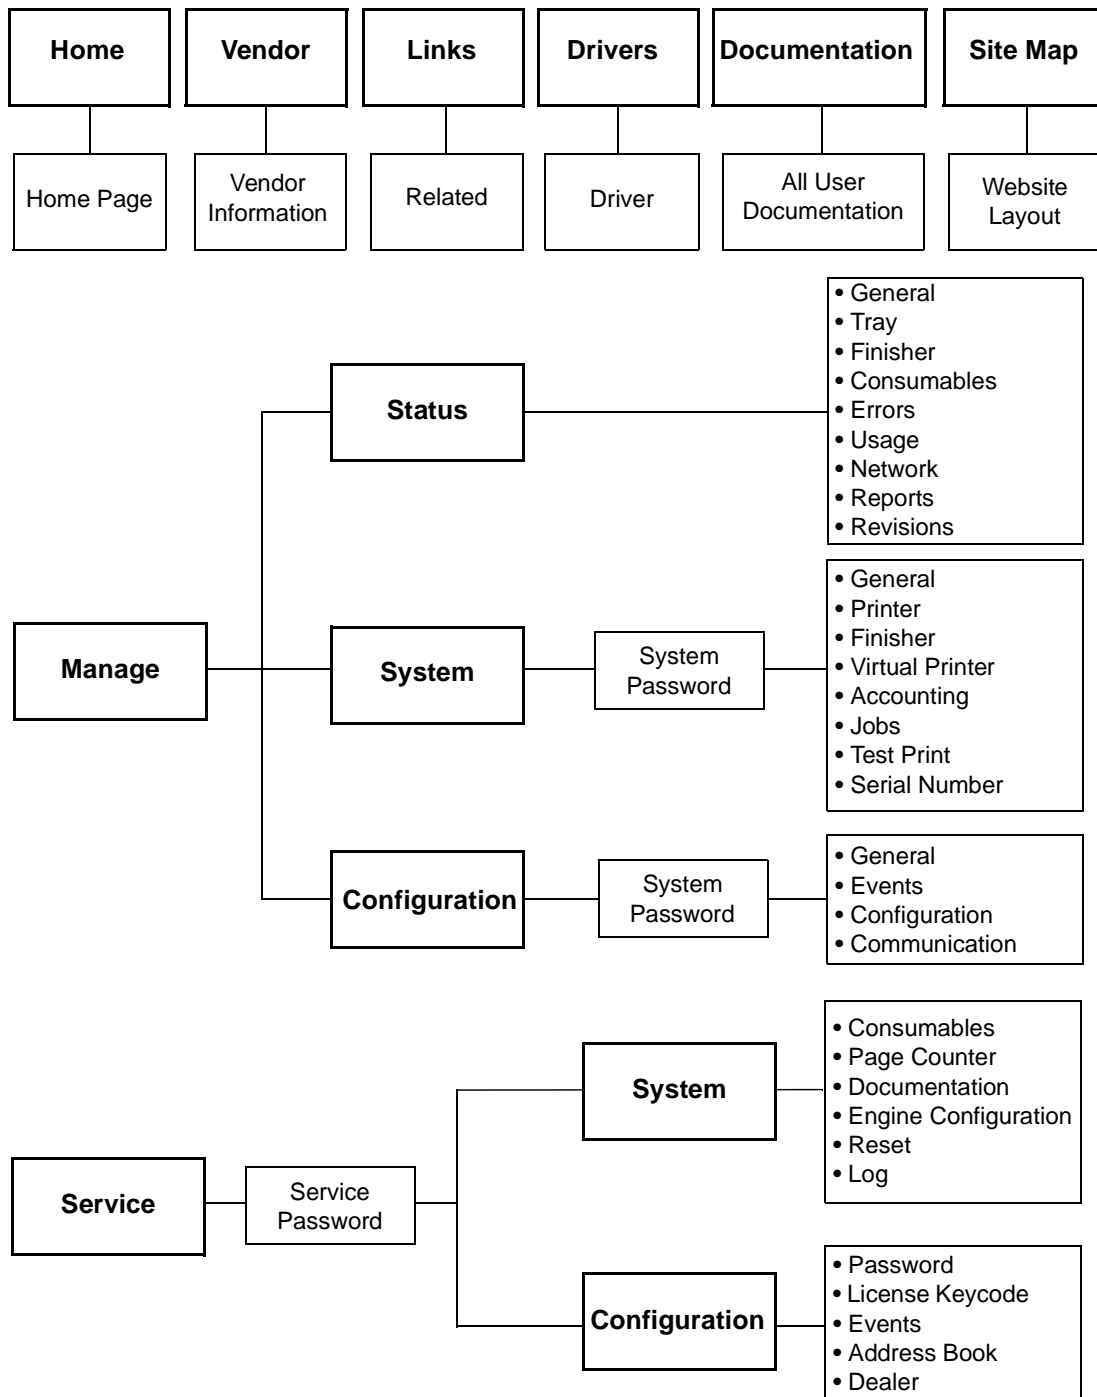 Home
Vendor
Links
Drivers
Documentation
Site Map
Home Page
Vendor
Information
Related
Driver
All User
Documentation
Website
Layout
• General
• Tray
• Finisher
• Consumables
• Errors
• Usage
• Network
• Reports
• Revisions
Status
Manage
System
System
Password
• General
• Printer
• Finisher
• Virtual Printer
• Accounting
• Jobs
• Test Print
• Serial Number
Configuration
System
Password
• General
• Events
• Configuration
• Communication
Service
Service
Password
System
• Consumables
• Page Counter
• Documentation
• Engine Configuration
• Reset
• Log
Configuration
• Password
• License Keycode
• Events
• Address Book
• Dealer